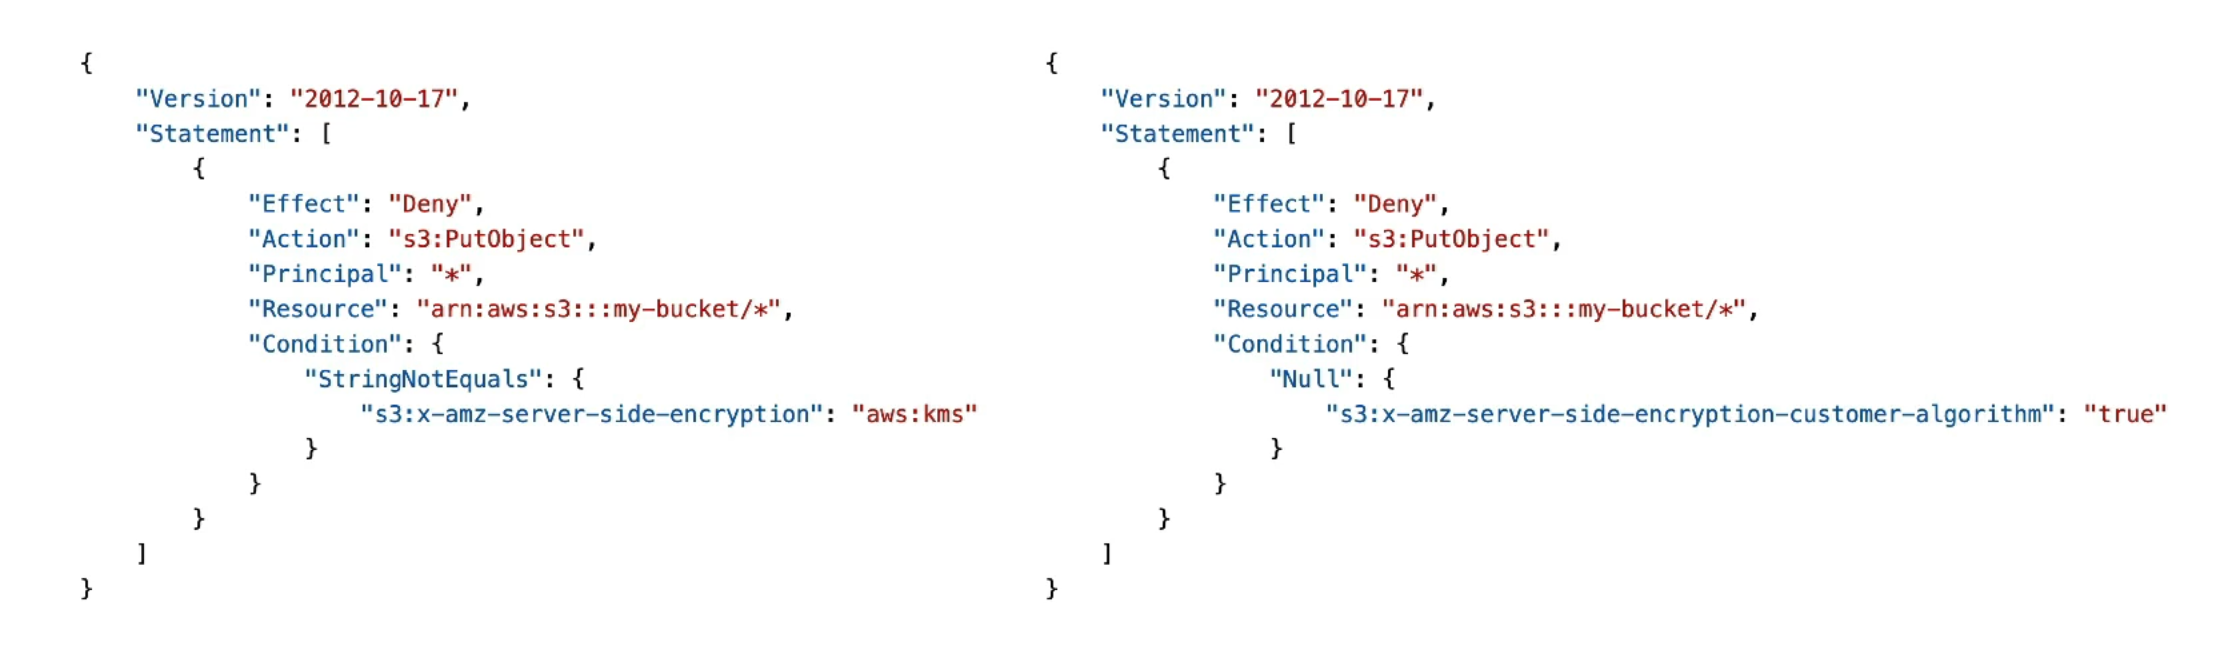 {
    "Version": "2012-10-17",
    "Statement": [
        {
            "Effect": "Deny",
            "Action": "s3:PutObject",
            "Principal": "*",
            "Resource": "arn:aws:s3:::my-bucket/*",
            "Condition": {
                "StringNotEquals": {
                    "s3:x-amz-server-side-encryption": "aws:kms"
                }
            }
        }
    ]
}
{
    "Version": "2012-10-17",
    "Statement": [
        {
            "Effect": "Deny",
            "Action": "s3:PutObject",
            "Principal": "*",
            "Resource": "arn:aws:s3:::my-bucket/*",
            "Condition": {
                "Null": {
                    "s3:x-amz-server-side-encryption-customer-algorithm": "true"
                }
            }
        }
    ]
}